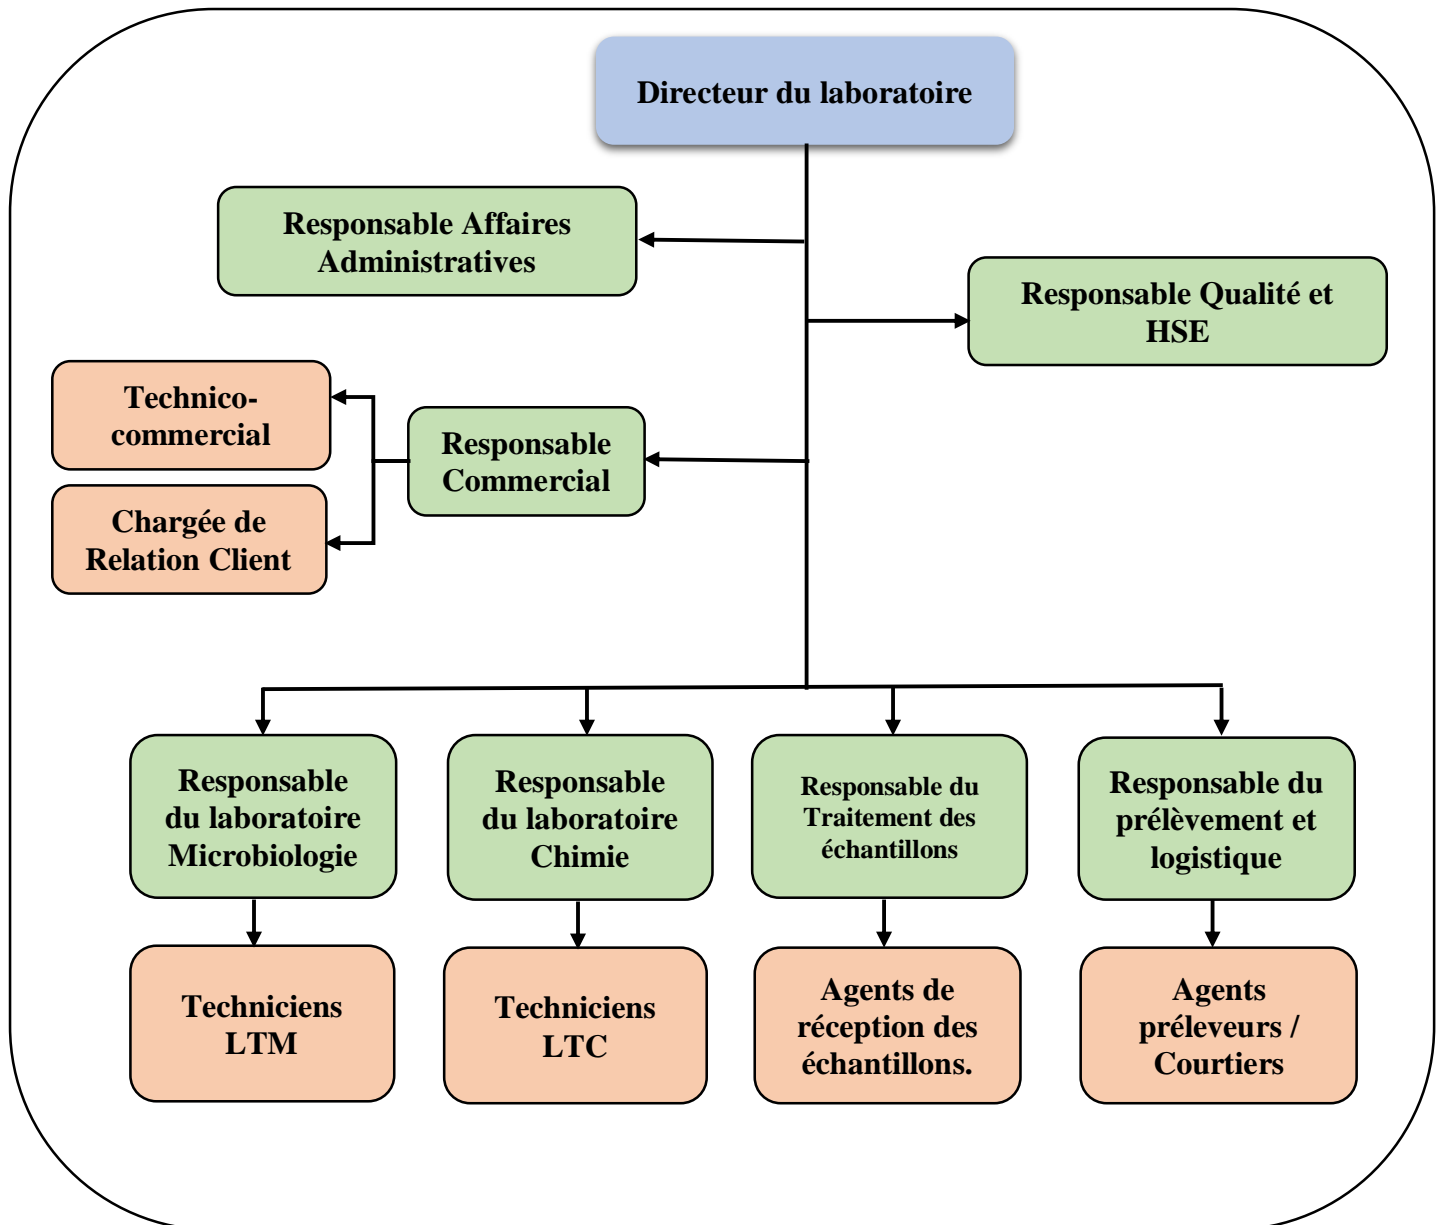 Directeur du laboratoire
Responsable Affaires
Administratives
Responsable Qualité et
HSE
Technico-
commercial
Responsable
Commercial
Chargée de
Relation Client
Responsable
du laboratoire
Microbiologie
Responsable
du laboratoire
Chimie
Responsable du
Traitement des
échantillons
Responsable du
prélèvement et
logistique
Techniciens
LTM
Techniciens
LTC
Agents de
réception des
échantillons.
Agents
préleveurs /
Courtiers